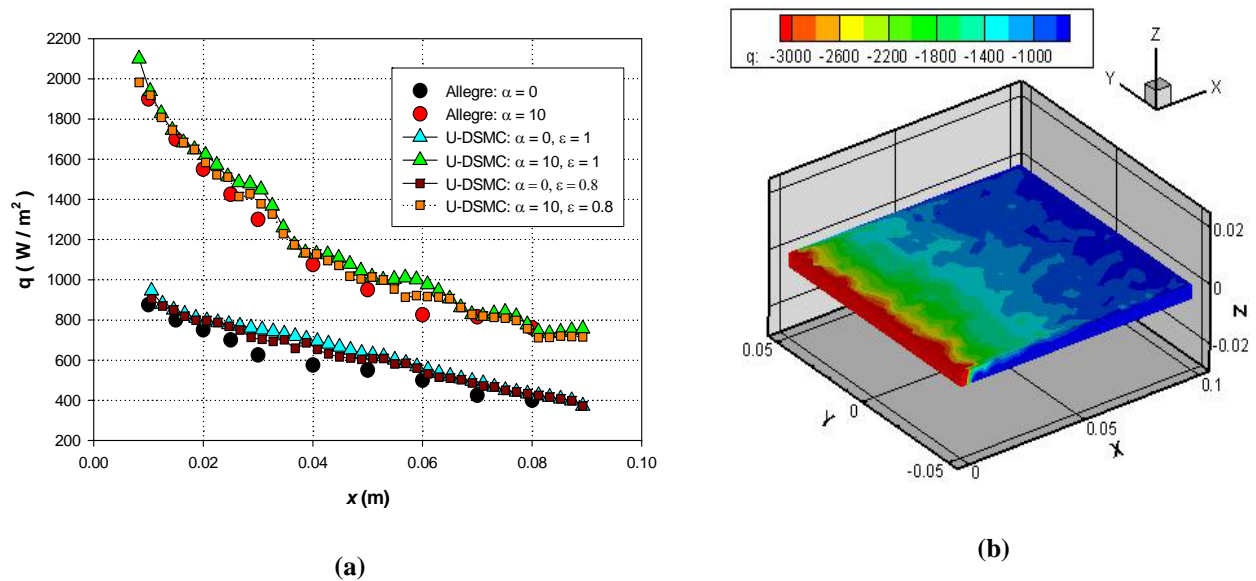 2200
2000
1800
1600
1400
1200
1000
800
600
400
200
q ( W / m² )
0.00 0.02 0.04 0.06 0.08 0.10
x (m)
Allegre: α = 0
Allegre: α = 10
U-DSMC: α = 0, ε = 1
U-DSMC: α = 10, ε = 1
U-DSMC: α = 0, ε = 0.8
U-DSMC: α = 10, ε = 0.8
(a)
q: -3000 -2600 -2200 -1800 -1400 -1000
Z
Y
X
0.02
0
-0.02
Z
0.1
0.05
0
X
0.05
0
-0.05
Y
(b)